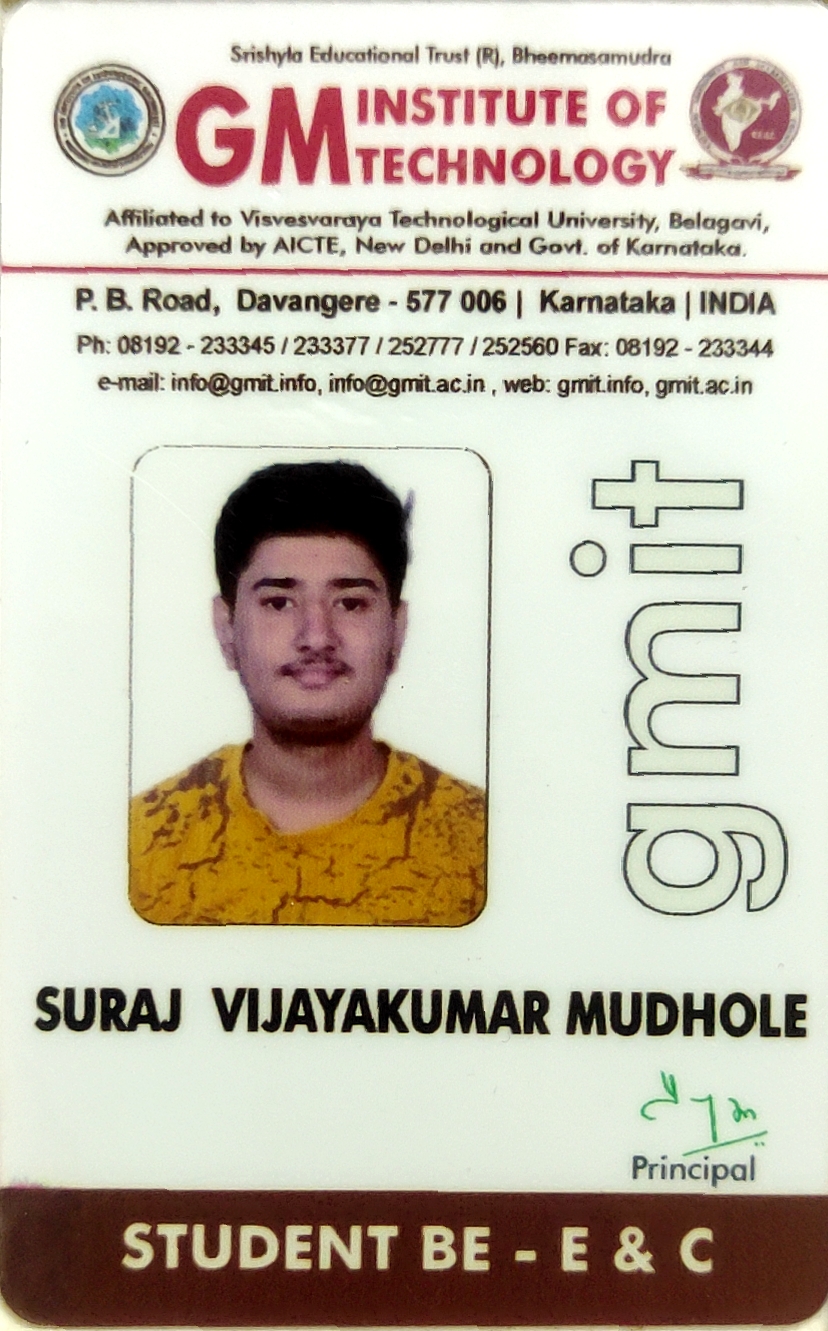 Srishyla Educational Trust (R), Bheemasamudra
GM INSTITUTE OF
TECHNOLOGY
Affiliated to Visvesvaraya Technological University, Belagavi,
Approved by AICTE, New Delhi and Govt. of Karnataka.
P. B. Road, Davangere - 577 006 | Karnataka | INDIA
Ph: 08192 - 233345 / 233377 / 252777 / 252560 Fax: 08192 - 233344
e-mail: info@gmit.info, info@gmit.ac.in , web: gmit.info, gmit.ac.in
gmit
SURAJ VIJAYAKUMAR MUDHOLE
Principal
STUDENT BE - E & C